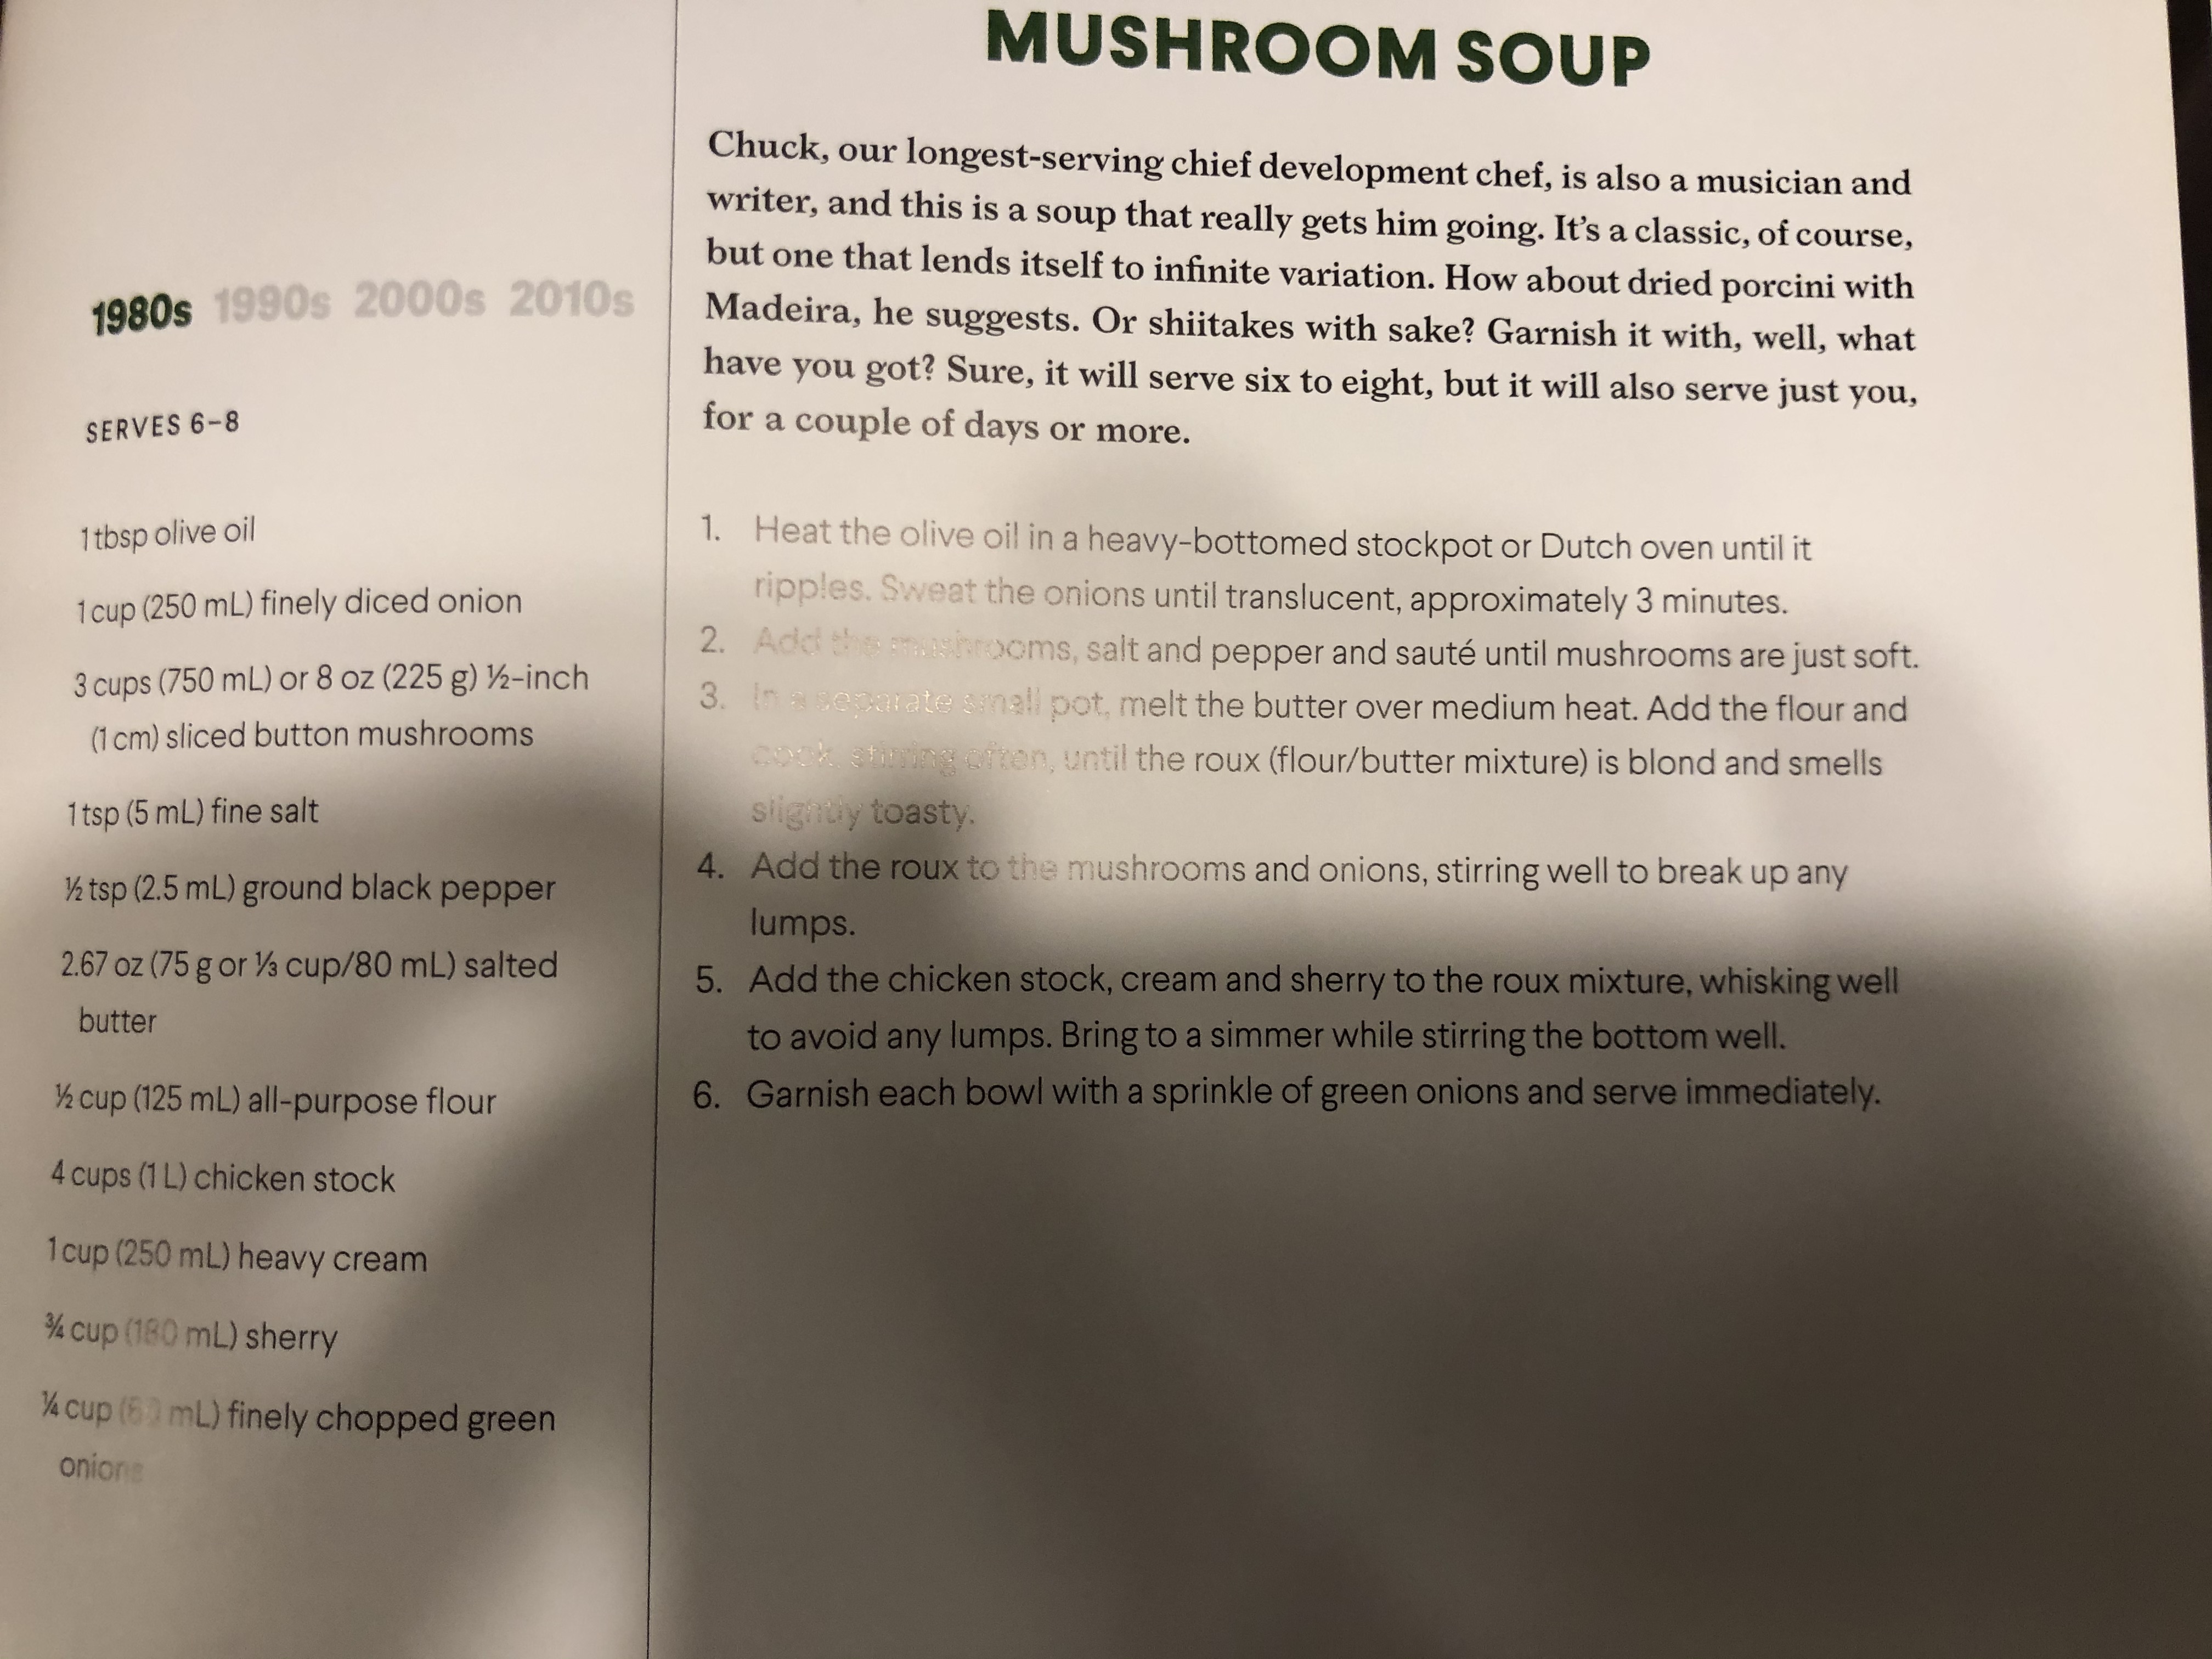 MUSHROOM SOUP
Chuck, our longest-serving chief development chef, is also a musician and
writer, and this is a soup that really gets him going. It's a classic, of course,
but one that lends itself to infinite variation. How about dried porcini with
Madeira, he suggests. Or shiitakes with sake? Garnish it with, well, what
have you got? Sure, it will serve six to eight, but it will also serve just you,
for a couple of days or more.
1980s 1990s 2000s 2010s
SERVES 6–8
1 tbsp olive oil
1 cup (250 mL) finely diced onion
3 cups (750 mL) or 8 oz (225 g) ½-inch
(1 cm) sliced button mushrooms
1 tsp (5 mL) fine salt
½ tsp (2.5 mL) ground black pepper
2.67 oz (75 g or ⅓ cup/80 mL) salted
butter
½ cup (125 mL) all-purpose flour
4 cups (1 L) chicken stock
1 cup (250 mL) heavy cream
¾ cup (180 mL) sherry
¼ cup (60 mL) finely chopped green
onions
1. Heat the olive oil in a heavy-bottomed stockpot or Dutch oven until it
ripples. Sweat the onions until translucent, approximately 3 minutes.
2. Add the mushrooms, salt and pepper and sauté until mushrooms are just soft.
3. In a separate small pot, melt the butter over medium heat. Add the flour and
cook, stirring often, until the roux (flour/butter mixture) is blond and smells
slightly toasty.
4. Add the roux to the mushrooms and onions, stirring well to break up any
lumps.
5. Add the chicken stock, cream and sherry to the roux mixture, whisking well
to avoid any lumps. Bring to a simmer while stirring the bottom well.
6. Garnish each bowl with a sprinkle of green onions and serve immediately.